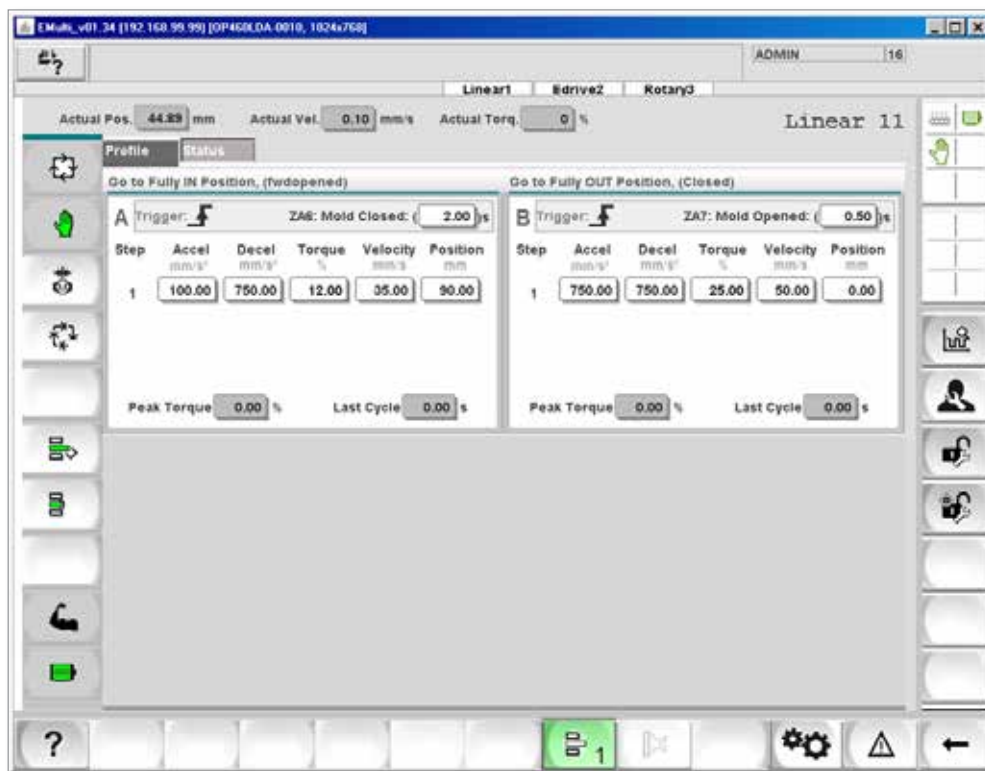 EMulti_v01.34 [192.168.99.99] [OP460LDA-0010, 1024x768]
?
ADMIN 16
Linear1 Edrive2 Rotary3
Actual Pos. 44.89 mm Actual Vel. 0.10 mm/s Actual Torq. 0 % Linear 11
Profile Status
Go to Fully IN Position, (fwdopened)
A Trigger: ZA6: Mold Closed: ( 2.00 )s
Step Accel Decel Torque Velocity Position
mm/s² mm/s² % mm/s mm
1 100.00 750.00 12.00 35.00 90.00
Peak Torque 0.00 % Last Cycle 0.00 s
Go to Fully OUT Position, (Closed)
B Trigger: ZA7: Mold Opened: ( 0.50 )s
Step Accel Decel Torque Velocity Position
mm/s² mm/s² % mm/s mm
1 750.00 750.00 25.00 50.00 0.00
Peak Torque 0.00 % Last Cycle 0.00 s
? 1